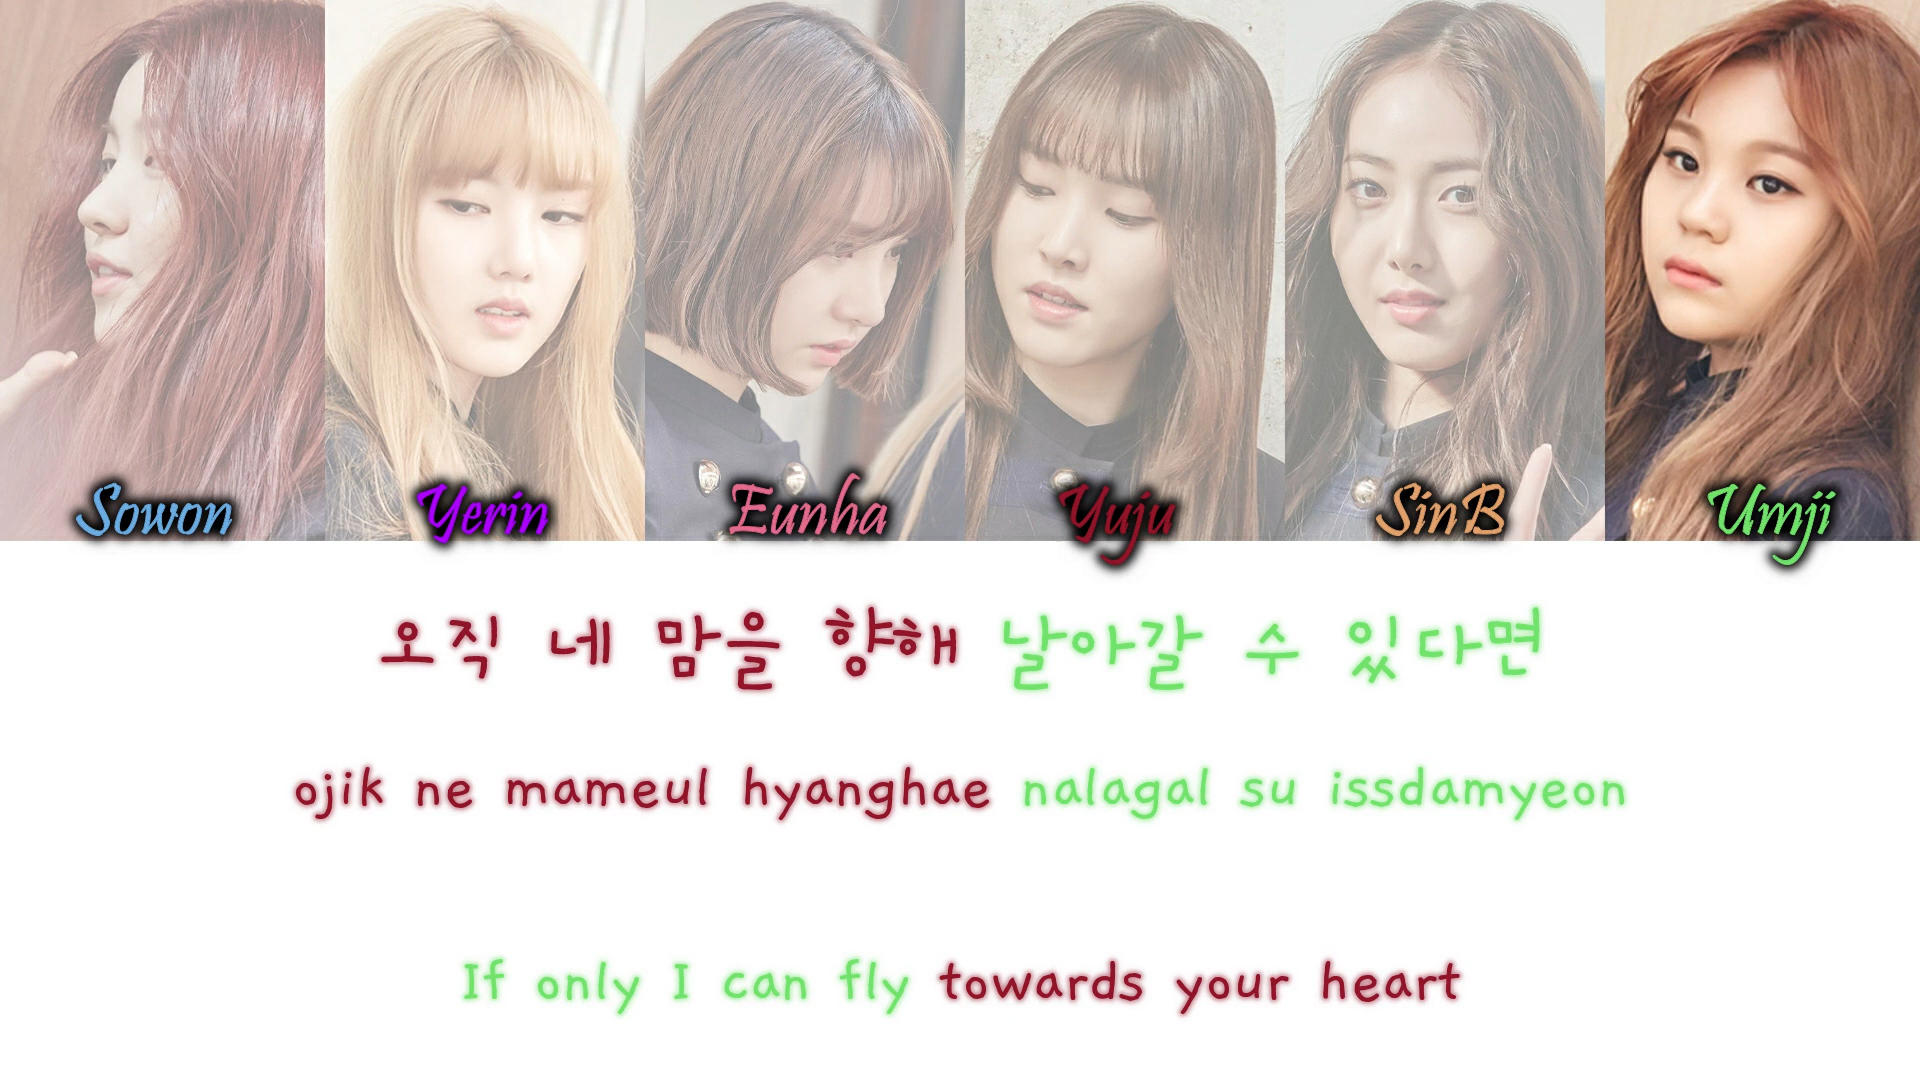 Sowon Yerin Eunha Yuju SinB Umji
오직 네 맘을 향해 날아갈 수 있다면
ojik ne mameul hyanghae nalagal su issdamyeon
If only I can fly towards your heart